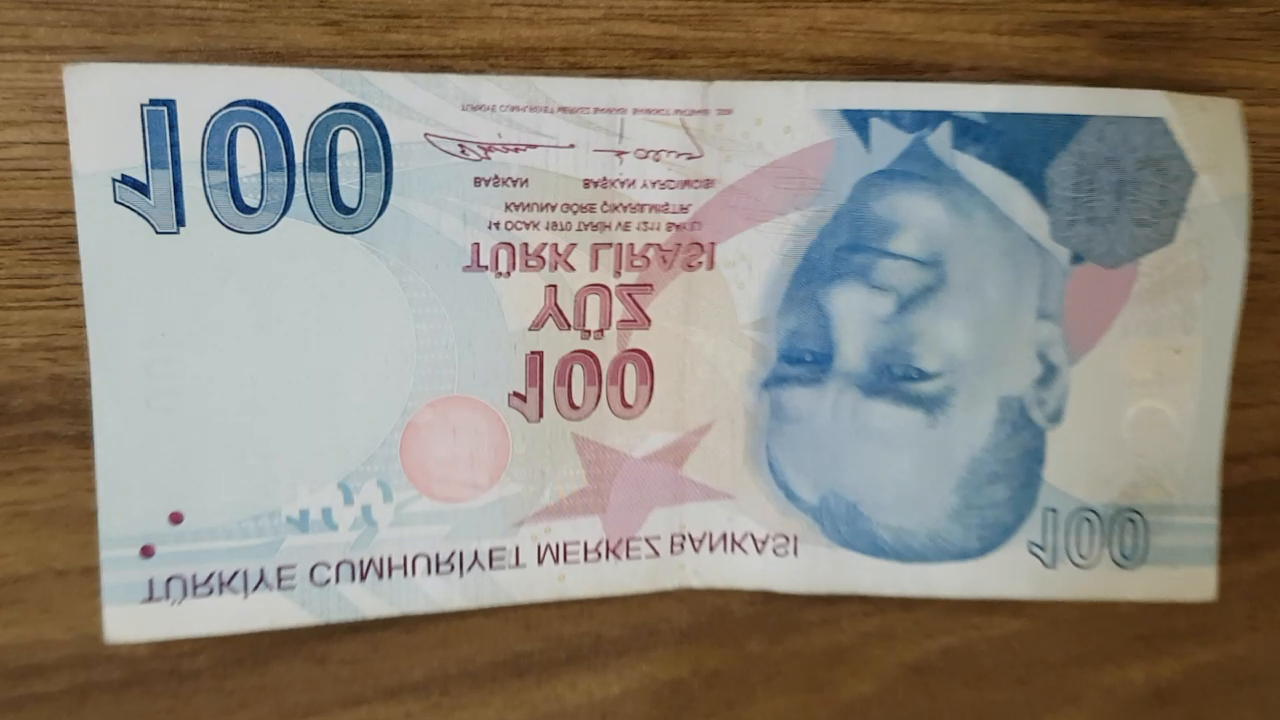 TÜRKİYE CUMHURİYET MERKEZ BANKASI
100
100
YÜZ
TÜRK LİRASI
14 OCAK 1970 TARİH VE 1211 SAYILI
KANUNA GÖRE ÇIKARILMIŞTIR.
BAŞKAN BAŞKAN YARDIMCISI
100